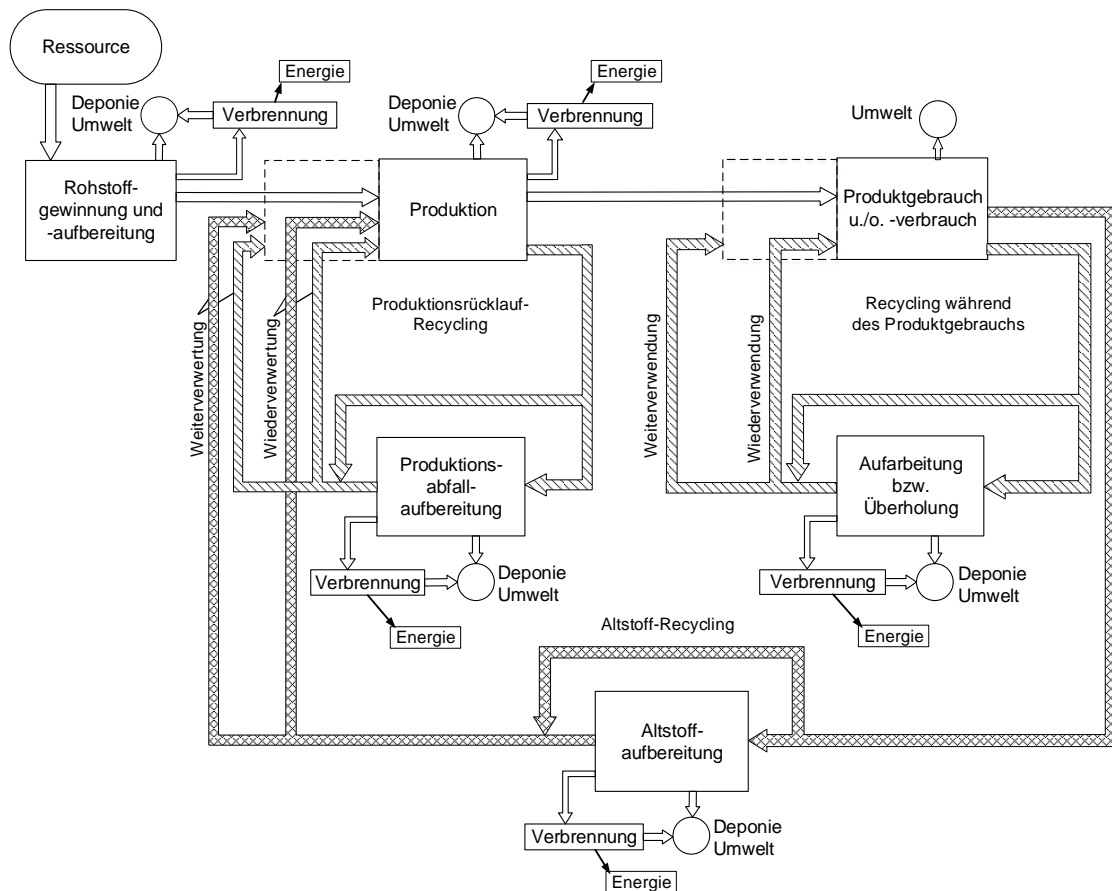 Ressource
Energie
Deponie
Umwelt
Verbrennung
Energie
Deponie
Umwelt
Verbrennung
Umwelt
Rohstoff-
gewinnung und
-aufbereitung
Produktion
Produktgebrauch
u./o. -verbrauch
Weiterverwertung
Wiederverwertung
Produktionsrücklauf-
Recycling
Weiterverwendung
Wiederverwendung
Recycling während
des Produktgebrauchs
Produktions-
abfall-
aufbereitung
Aufarbeitung
bzw.
Überholung
Verbrennung
Deponie
Umwelt
Energie
Verbrennung
Deponie
Umwelt
Energie
Altstoff-Recycling
Altstoff-
aufbereitung
Verbrennung
Deponie
Umwelt
Energie